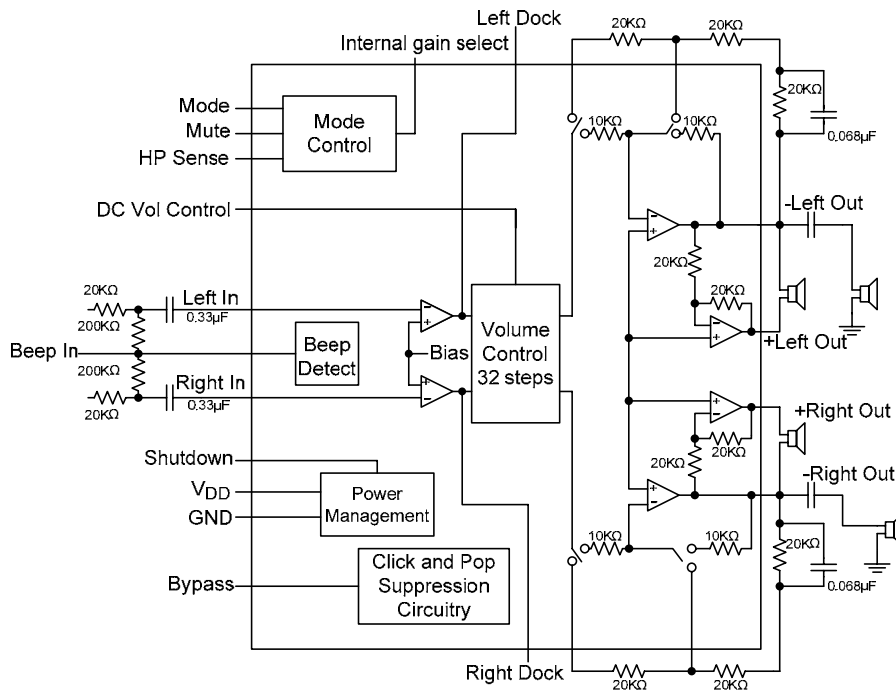 Left Dock
Internal gain select
20KΩ
20KΩ
20KΩ
0.068µF
Mode
Mute
HP Sense
Mode
Control
10KΩ
10KΩ
DC Vol Control
-Left Out
20KΩ
20KΩ
20KΩ
200KΩ
Left In
0.33µF
Beep In
Beep
Detect
Bias
Volume
Control
32 steps
+Left Out
200KΩ
20KΩ
Right In
0.33µF
+Right Out
20KΩ
20KΩ
-Right Out
Shutdown
VDD
GND
Power
Management
10KΩ
10KΩ
20KΩ
0.068µF
Bypass
Click and Pop
Suppression
Circuitry
Right Dock
20KΩ
20KΩ